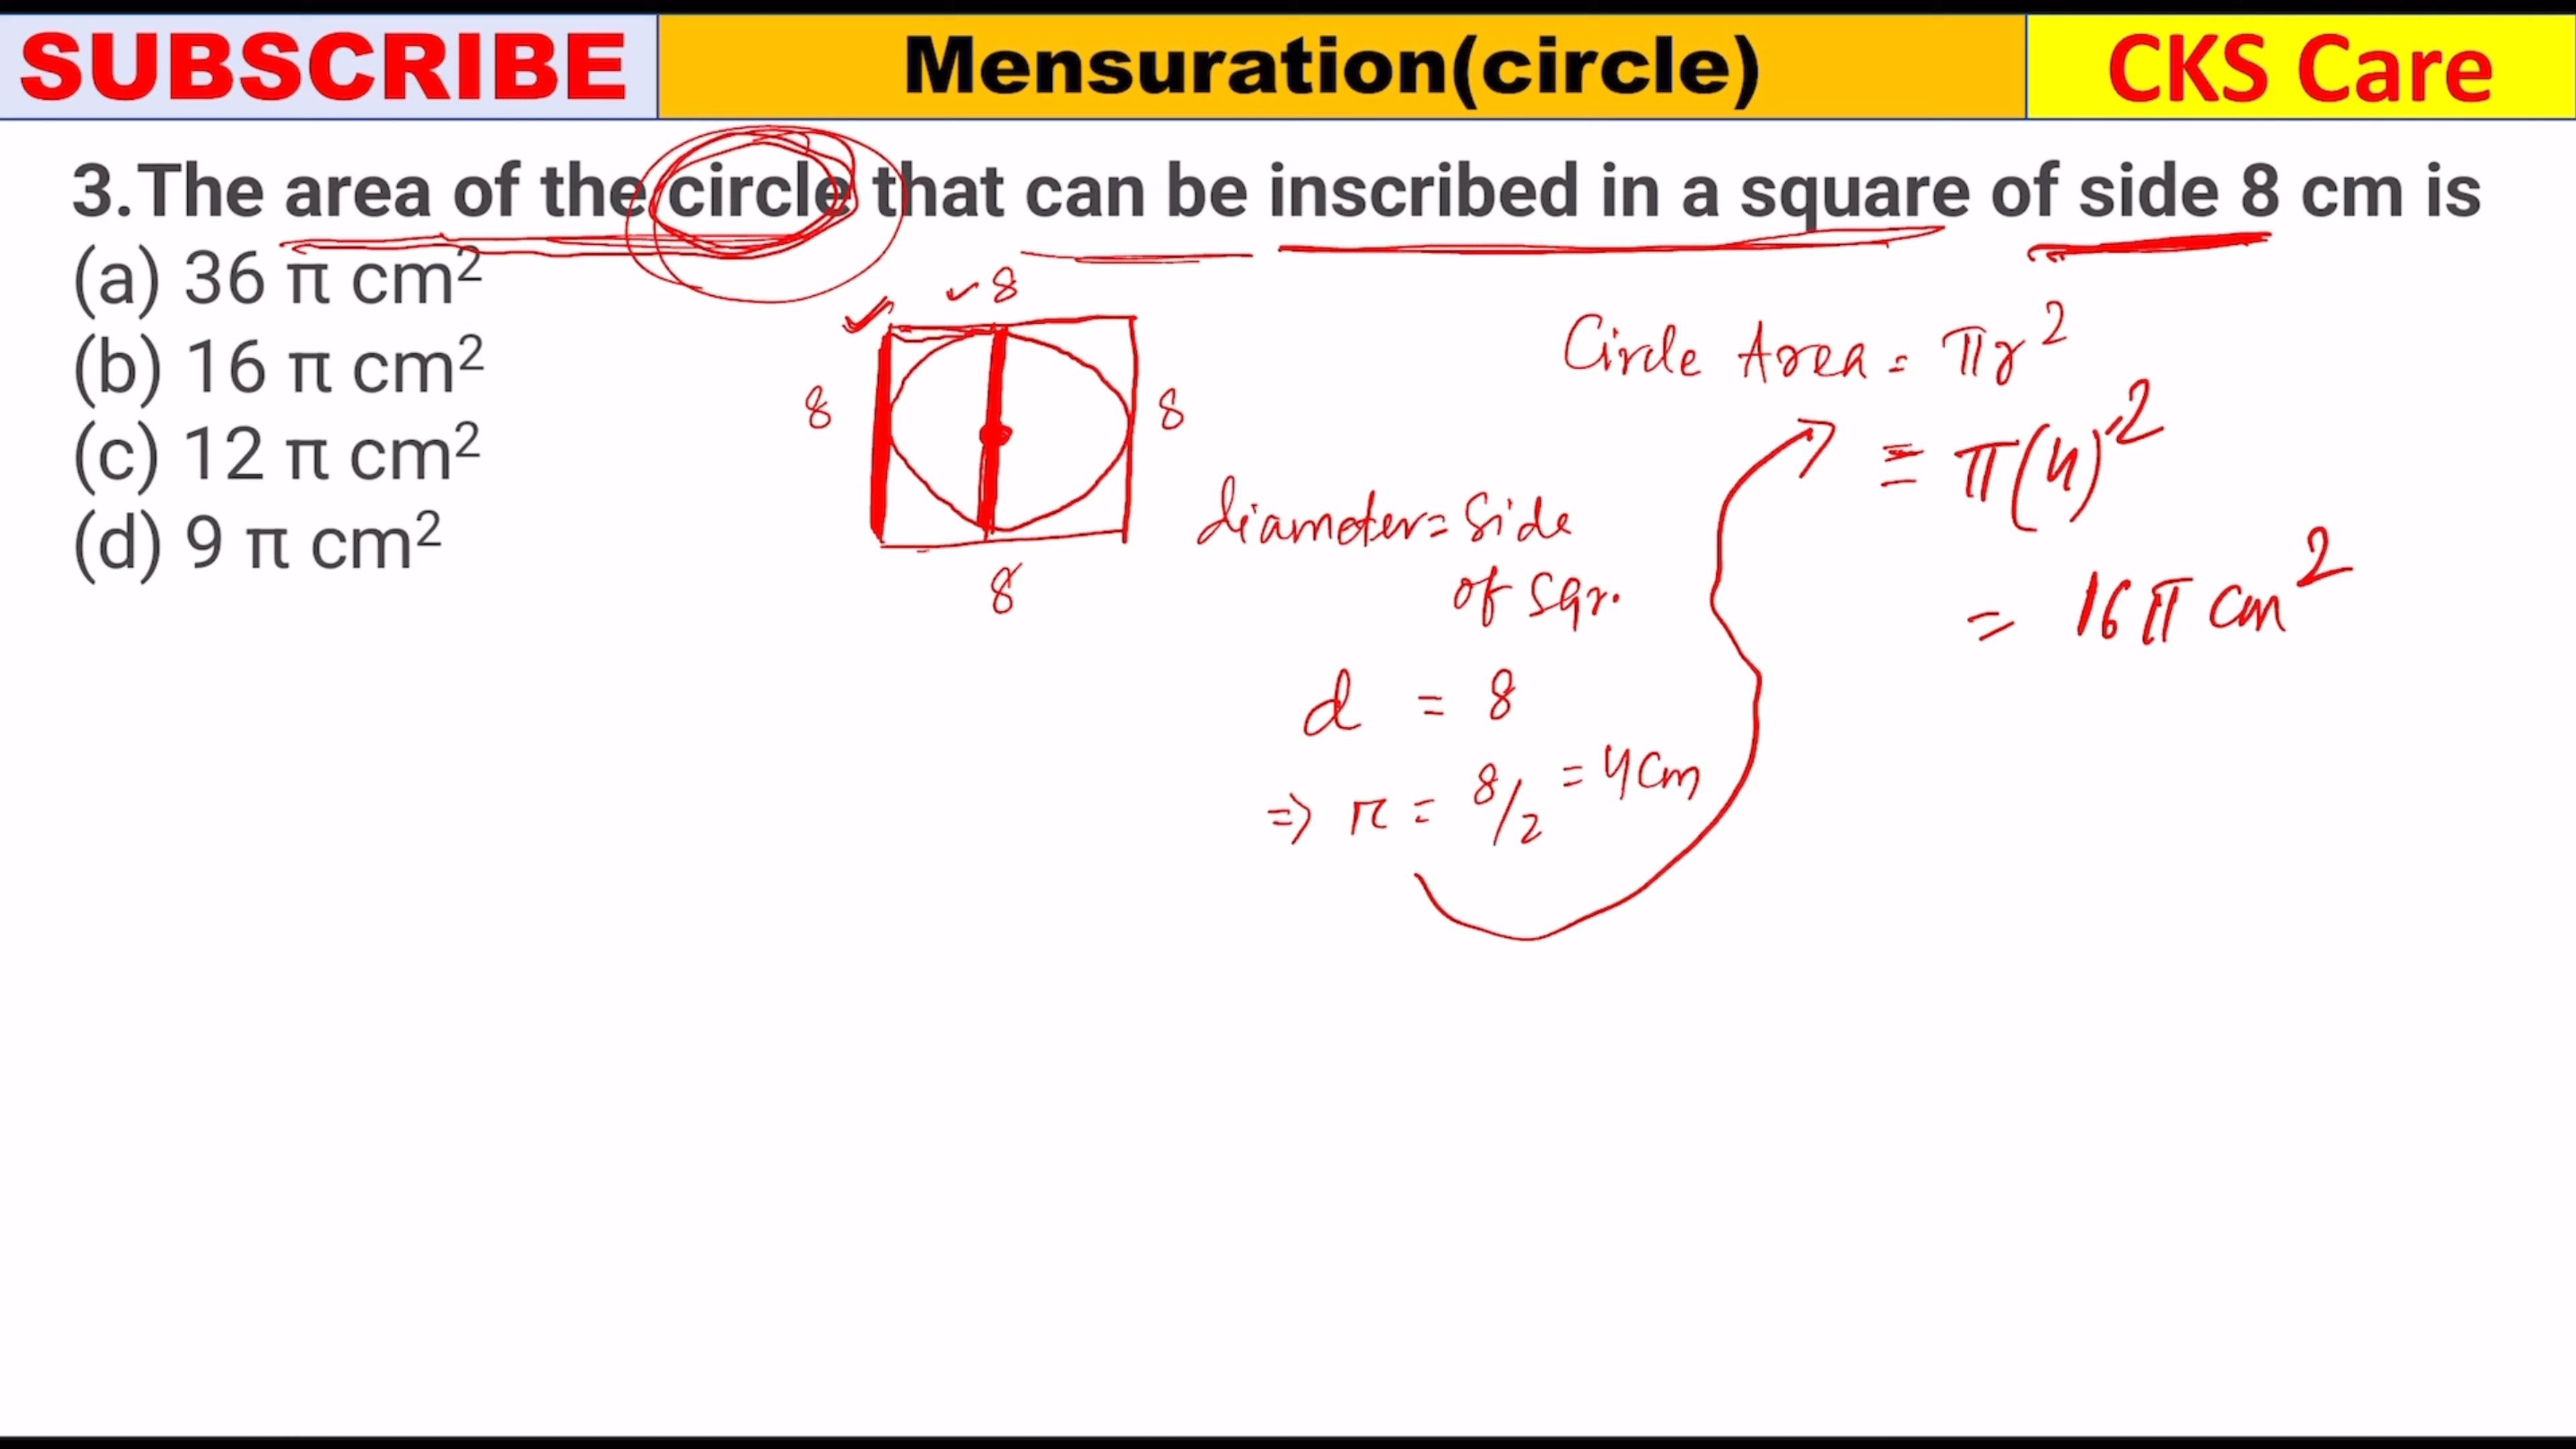 SUBSCRIBE
Mensuration(circle)
CKS Care
3.The area of the circle that can be inscribed in a square of side 8 cm is
(a) 36 π cm²
(b) 16 π cm²
(c) 12 π cm²
(d) 9 π cm²
8
8
8
8
diameter = Side
of Sqr.
d = 8
⇒ r = 8/2 = 4 cm
Circle Area = πr²
= π(4)²
= 16π cm²